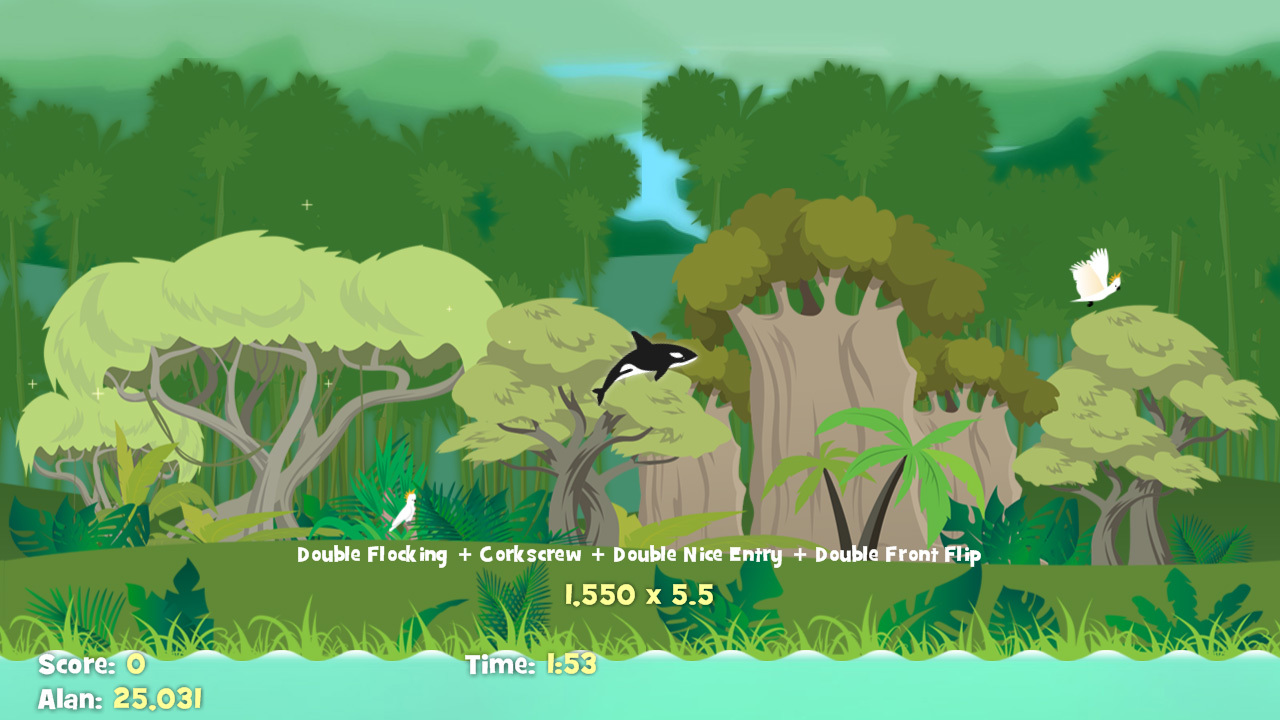 Double Flocking + Corkscrew + Double Nice Entry + Double Front Flip
1,550 x 5.5
Score: 0
Time: 1:53
Alan: 25,031